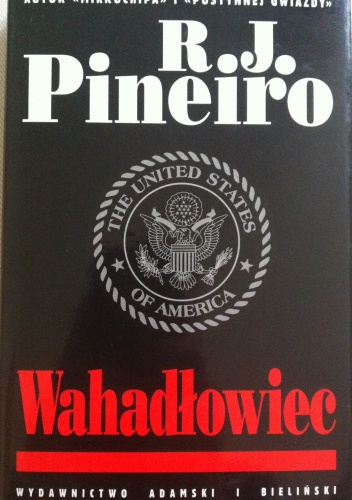 AUTOR «MIKROCHIPA» I «PUSTYNNEJ GWIAZDY»
R. J.
Pineiro
THE UNITED STATES
OF AMERICA
Wahadłowiec
WYDAWNICTWO ADAMSKI I BIELIŃSKI